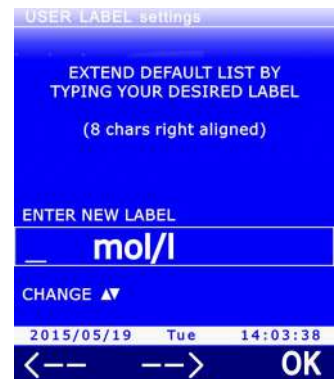 USER LABEL settings
EXTEND DEFAULT LIST BY
TYPING YOUR DESIRED LABEL
(8 chars right aligned)
ENTER NEW LABEL
_ mol/l
CHANGE ▲▼
2015/05/19 Tue 14:03:38
<-- --> OK